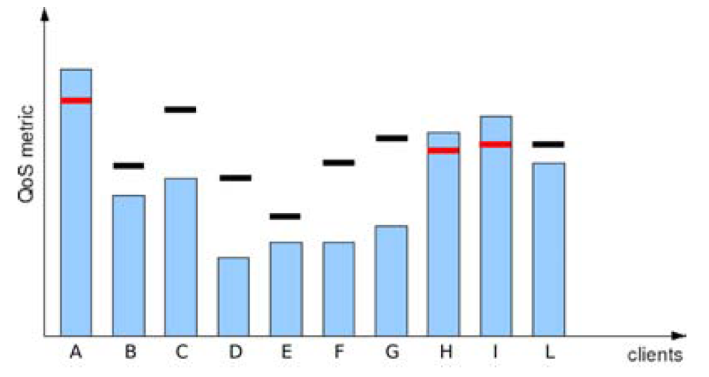 QoS metric
A B C D E F G H I L
clients